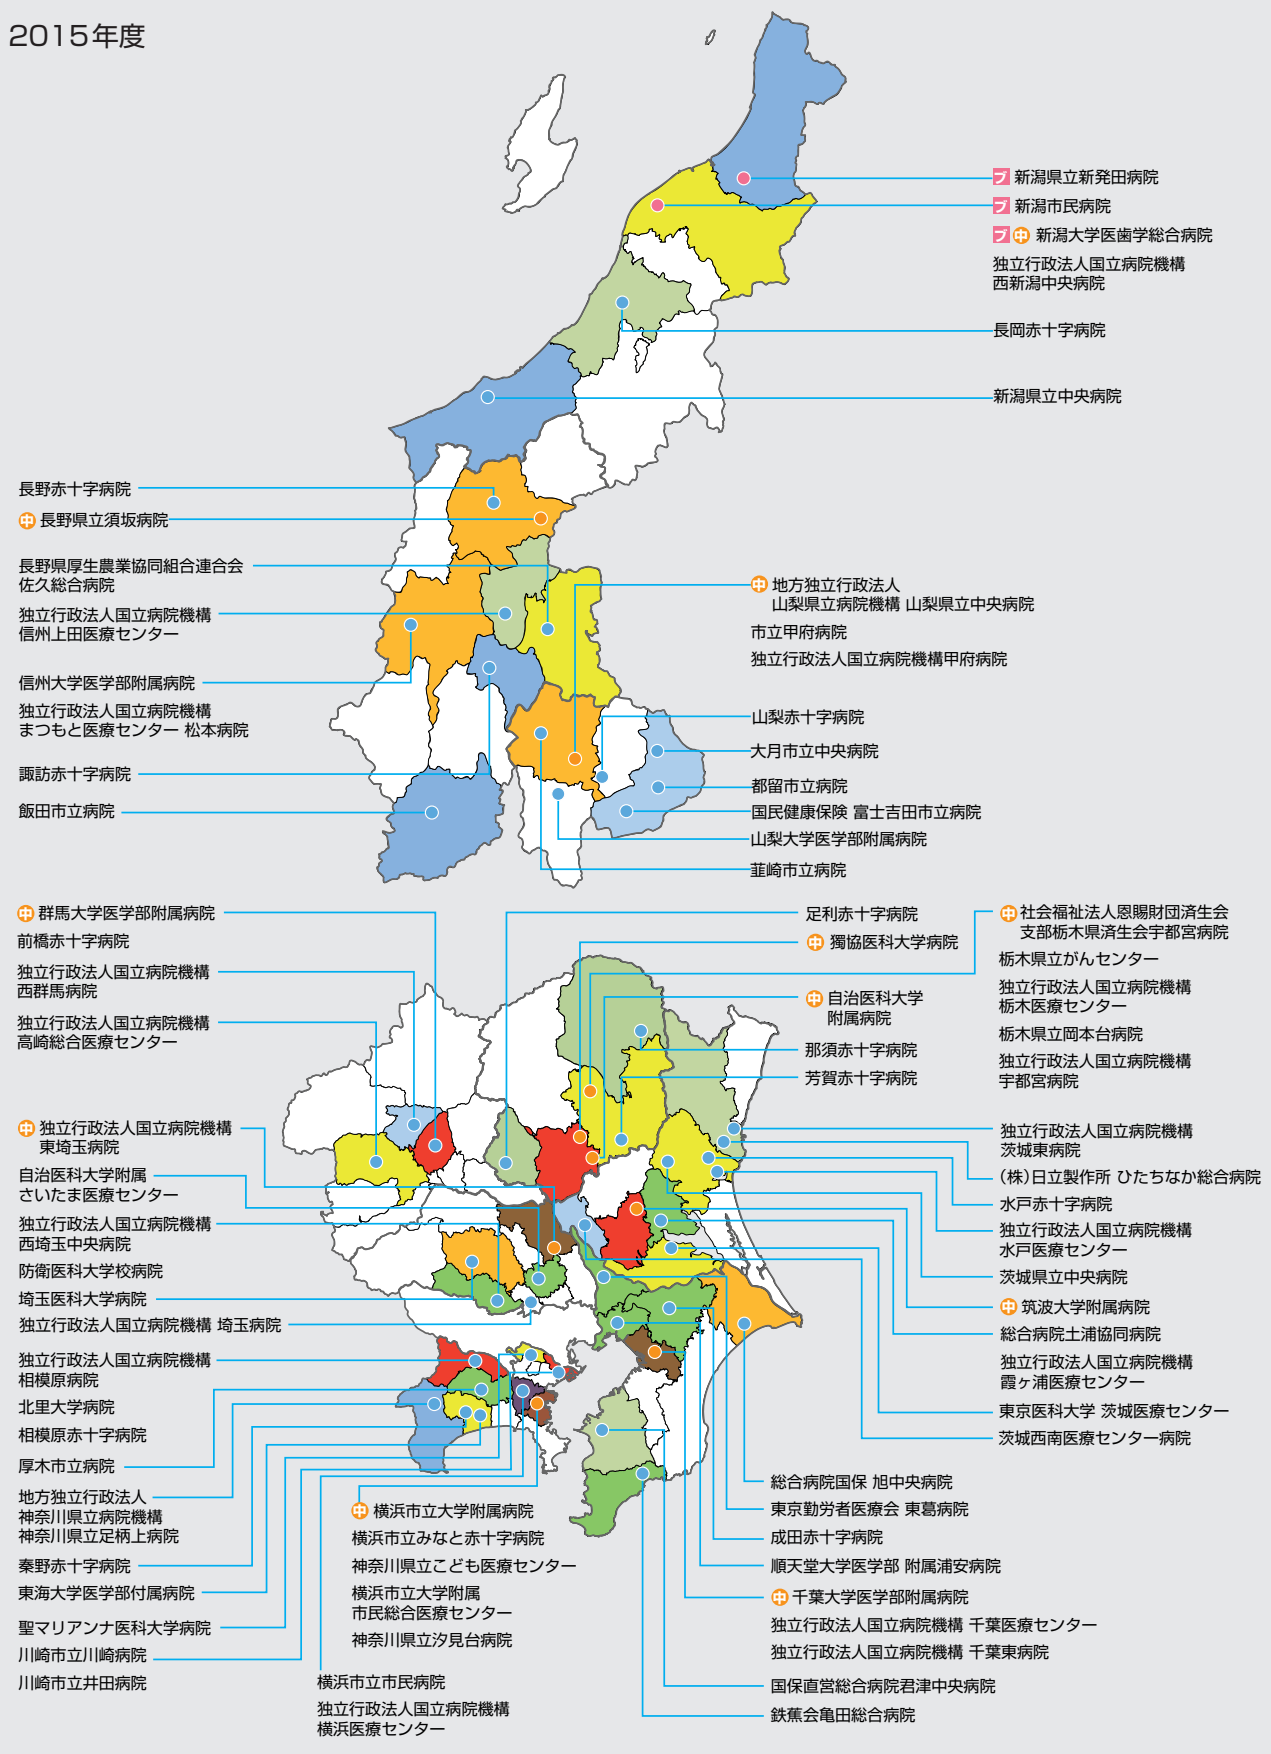 2015年度
ブ 新潟県立新発田病院
ブ 新潟市民病院
ブ 中 新潟大学医歯学総合病院
独立行政法人国立病院機構
西新潟中央病院
長岡赤十字病院
新潟県立中央病院
長野赤十字病院
中 長野県立須坂病院
長野県厚生農業協同組合連合会
佐久総合病院
独立行政法人国立病院機構
信州上田医療センター
信州大学医学部附属病院
独立行政法人国立病院機構
まつもと医療センター 松本病院
諏訪赤十字病院
飯田市立病院
中 地方独立行政法人
山梨県立病院機構 山梨県立中央病院
市立甲府病院
独立行政法人国立病院機構甲府病院
山梨赤十字病院
大月市立中央病院
都留市立病院
国民健康保険 富士吉田市立病院
山梨大学医学部附属病院
韮崎市立病院
中 群馬大学医学部附属病院
前橋赤十字病院
独立行政法人国立病院機構
西群馬病院
独立行政法人国立病院機構
高崎総合医療センター
中 独立行政法人国立病院機構
東埼玉病院
自治医科大学附属
さいたま医療センター
独立行政法人国立病院機構
西埼玉中央病院
防衛医科大学校病院
埼玉医科大学病院
独立行政法人国立病院機構 埼玉病院
独立行政法人国立病院機構
相模原病院
北里大学病院
相模原赤十字病院
厚木市立病院
地方独立行政法人
神奈川県立病院機構
神奈川県立足柄上病院
秦野赤十字病院
東海大学医学部付属病院
聖マリアンナ医科大学病院
川崎市立川崎病院
川崎市立井田病院
足利赤十字病院
中 獨協医科大学病院
中 自治医科大学
附属病院
那須赤十字病院
芳賀赤十字病院
中 社会福祉法人恩賜財団済生会
支部栃木県済生会宇都宮病院
栃木県立がんセンター
独立行政法人国立病院機構
栃木医療センター
栃木県立岡本台病院
独立行政法人国立病院機構
宇都宮病院
独立行政法人国立病院機構
茨城東病院
(株)日立製作所 ひたちなか総合病院
水戸赤十字病院
独立行政法人国立病院機構
水戸医療センター
茨城県立中央病院
中 筑波大学附属病院
総合病院土浦協同病院
独立行政法人国立病院機構
霞ヶ浦医療センター
東京医科大学 茨城医療センター
茨城西南医療センター病院
総合病院国保 旭中央病院
東京勤労者医療会 東葛病院
成田赤十字病院
順天堂大学医学部 附属浦安病院
中 千葉大学医学部附属病院
独立行政法人国立病院機構 千葉医療センター
独立行政法人国立病院機構 千葉東病院
国保直営総合病院君津中央病院
鉄蕉会亀田総合病院
中 横浜市立大学附属病院
横浜市立みなと赤十字病院
神奈川県立こども医療センター
横浜市立大学附属
市民総合医療センター
神奈川県立汐見台病院
横浜市立市民病院
独立行政法人国立病院機構
横浜医療センター